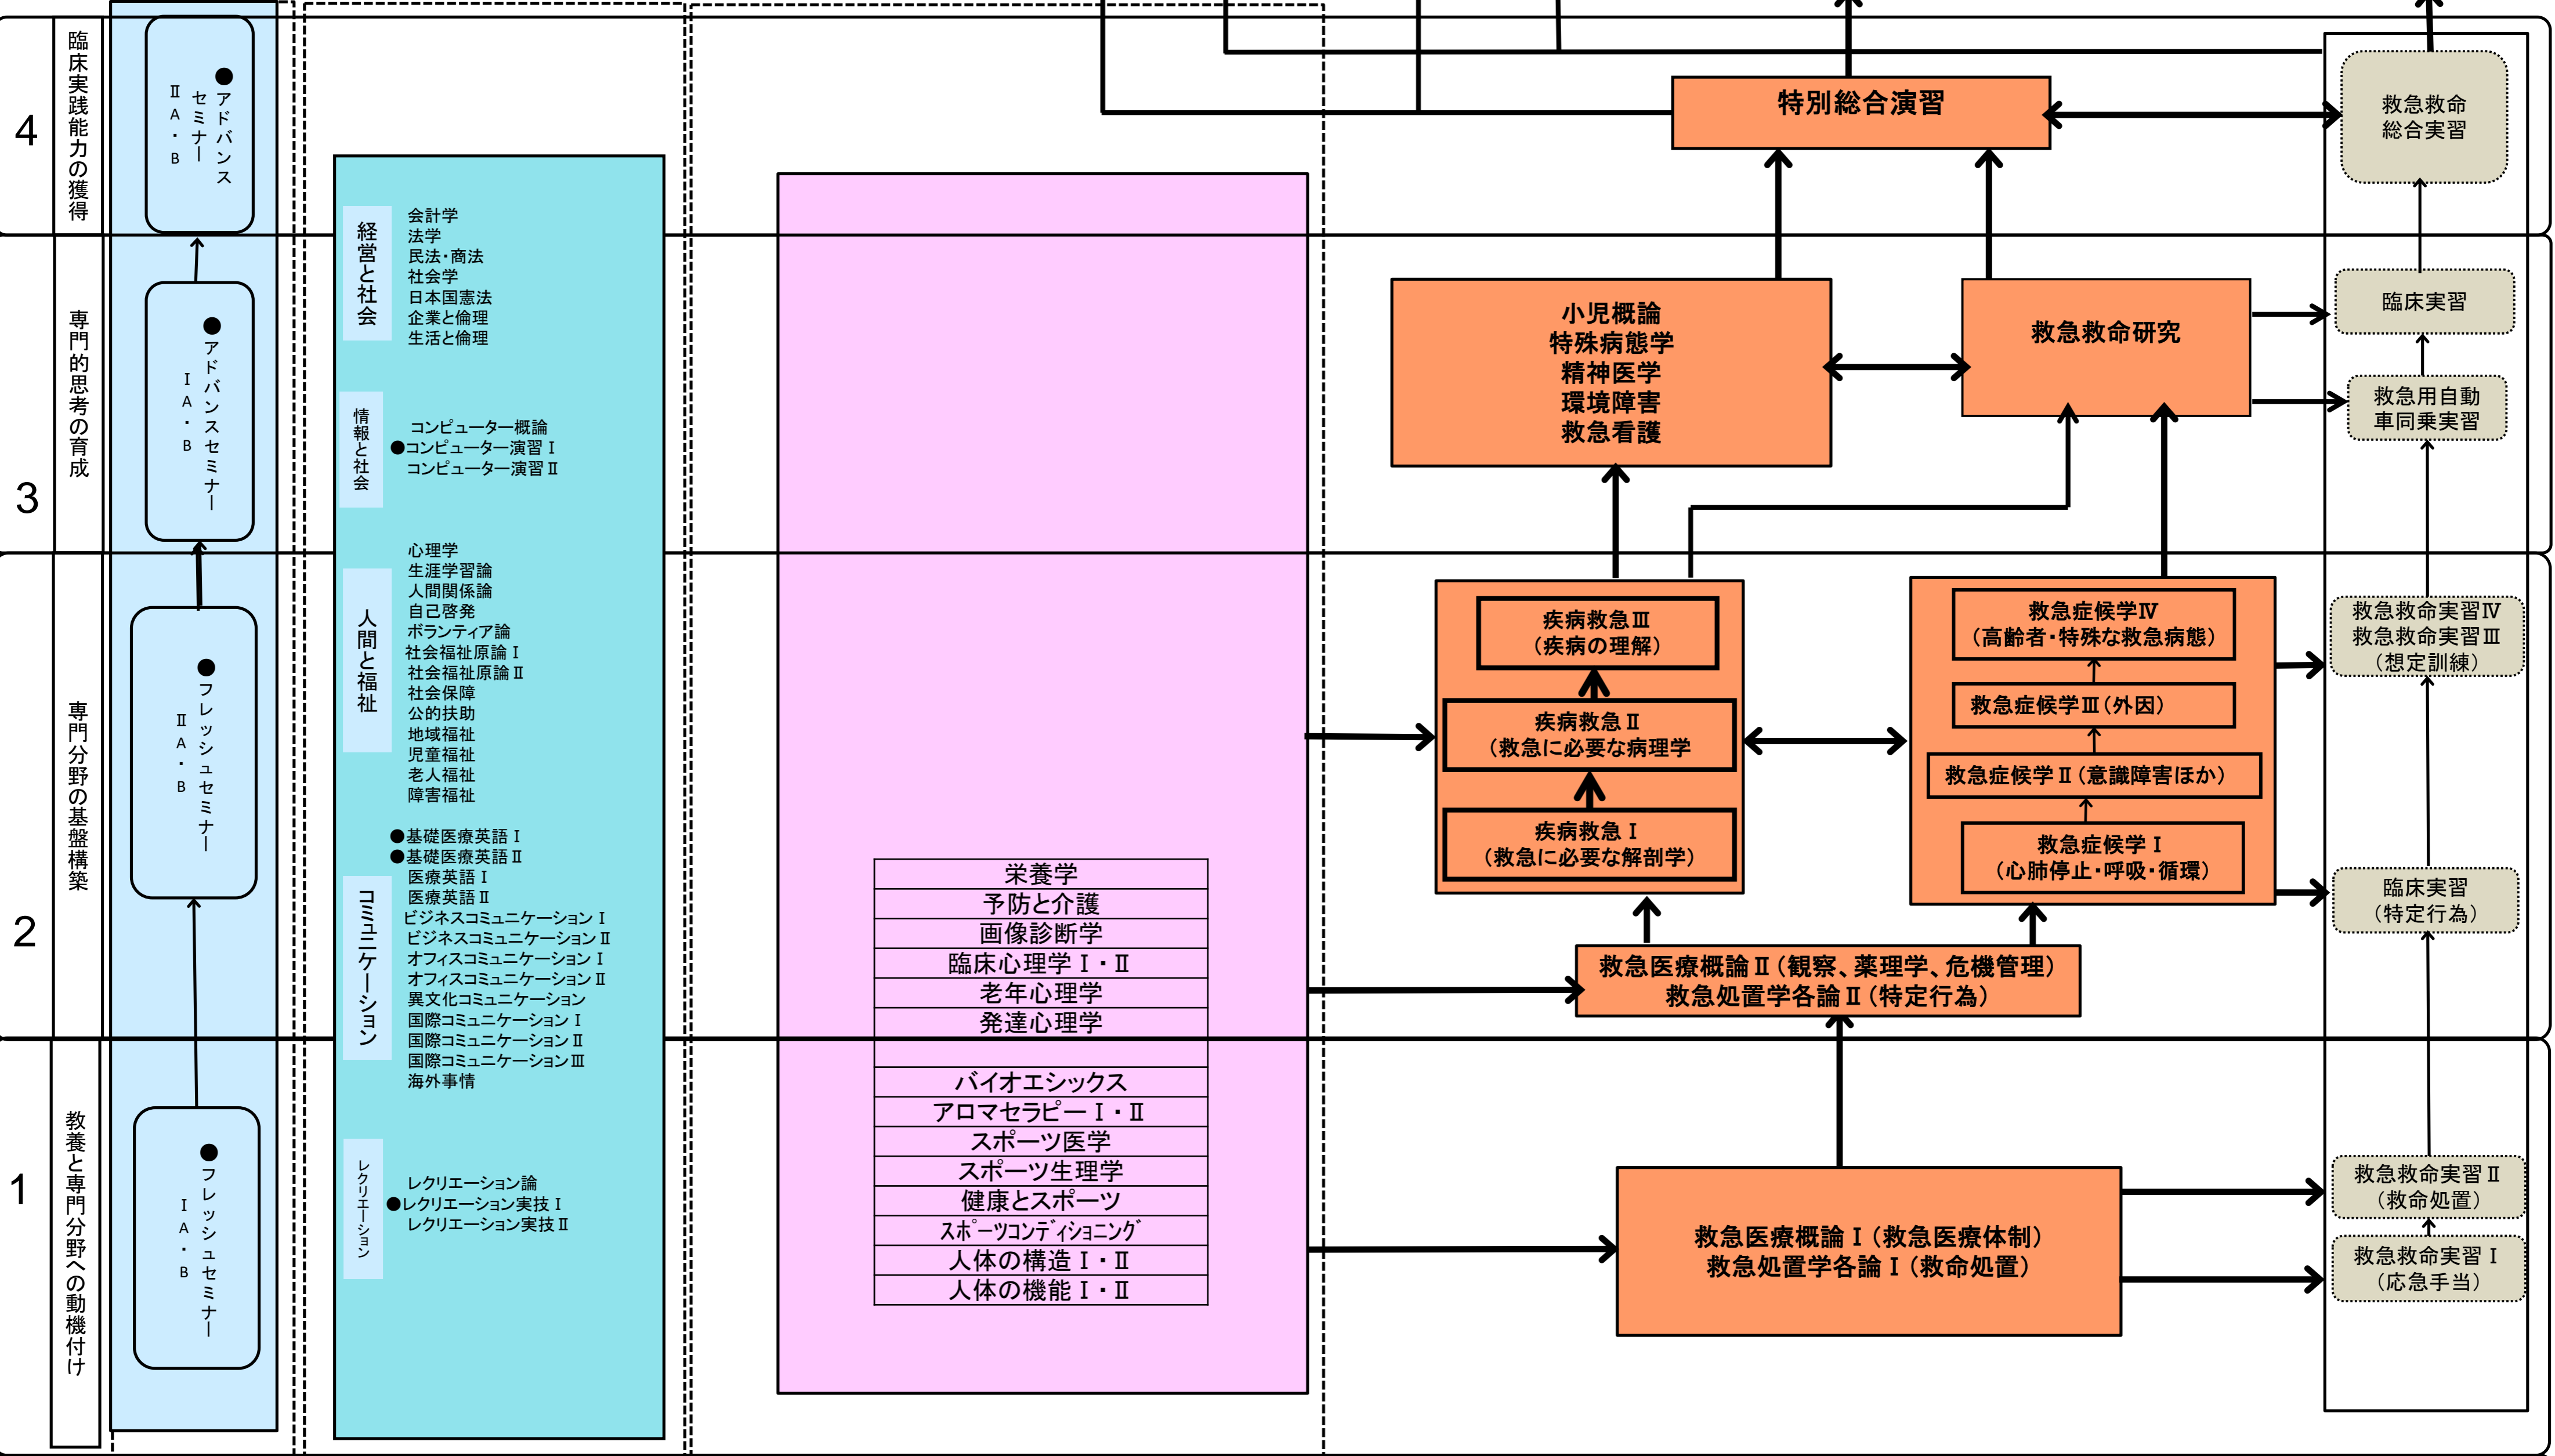 4
臨床実践能力の獲得
●アドバンス
セミナー
ⅡA・B
3
専門的思考の育成
●アドバンスセミナー
ⅠA・B
2
専門分野の基盤構築
●フレッシュセミナー
ⅡA・B
1
教養と専門分野への動機付け
●フレッシュセミナー
ⅠA・B
経営と社会
会計学
法学
民法・商法
社会学
日本国憲法
企業と倫理
生活と倫理
情報と社会
コンピューター概論
●コンピューター演習Ⅰ
コンピューター演習Ⅱ
人間と福祉
心理学
生涯学習論
人間関係論
自己啓発
ボランティア論
社会福祉原論Ⅰ
社会福祉原論Ⅱ
社会保障
公的扶助
地域福祉
児童福祉
老人福祉
障害福祉
コミュニケーション
●基礎医療英語Ⅰ
●基礎医療英語Ⅱ
医療英語Ⅰ
医療英語Ⅱ
ビジネスコミュニケーションⅠ
ビジネスコミュニケーションⅡ
オフィスコミュニケーションⅠ
オフィスコミュニケーションⅡ
異文化コミュニケーション
国際コミュニケーションⅠ
国際コミュニケーションⅡ
国際コミュニケーションⅢ
海外事情
レクリエーション
レクリエーション論
●レクリエーション実技Ⅰ
レクリエーション実技Ⅱ
栄養学
予防と介護
画像診断学
臨床心理学Ⅰ・Ⅱ
老年心理学
発達心理学
バイオエシックス
アロマセラピーⅠ・Ⅱ
スポーツ医学
スポーツ生理学
健康とスポーツ
スポーツコンディショニング
人体の構造Ⅰ・Ⅱ
人体の機能Ⅰ・Ⅱ
特別総合演習
小児概論
特殊病態学
精神医学
環境障害
救急看護
救急救命研究
疾病救急Ⅲ
（疾病の理解）
疾病救急Ⅱ
（救急に必要な病理学
疾病救急Ⅰ
（救急に必要な解剖学）
救急症候学Ⅳ
（高齢者・特殊な救急病態）
救急症候学Ⅲ（外因）
救急症候学Ⅱ（意識障害ほか）
救急症候学Ⅰ
（心肺停止・呼吸・循環）
救急医療概論Ⅱ（観察、薬理学、危機管理）
救急処置学各論Ⅱ（特定行為）
救急医療概論Ⅰ（救急医療体制）
救急処置学各論Ⅰ（救命処置）
救急救命
総合実習
臨床実習
救急用自動
車同乗実習
救急救命実習Ⅳ
救急救命実習Ⅲ
（想定訓練）
臨床実習
（特定行為）
救急救命実習Ⅱ
（救命処置）
救急救命実習Ⅰ
（応急手当）